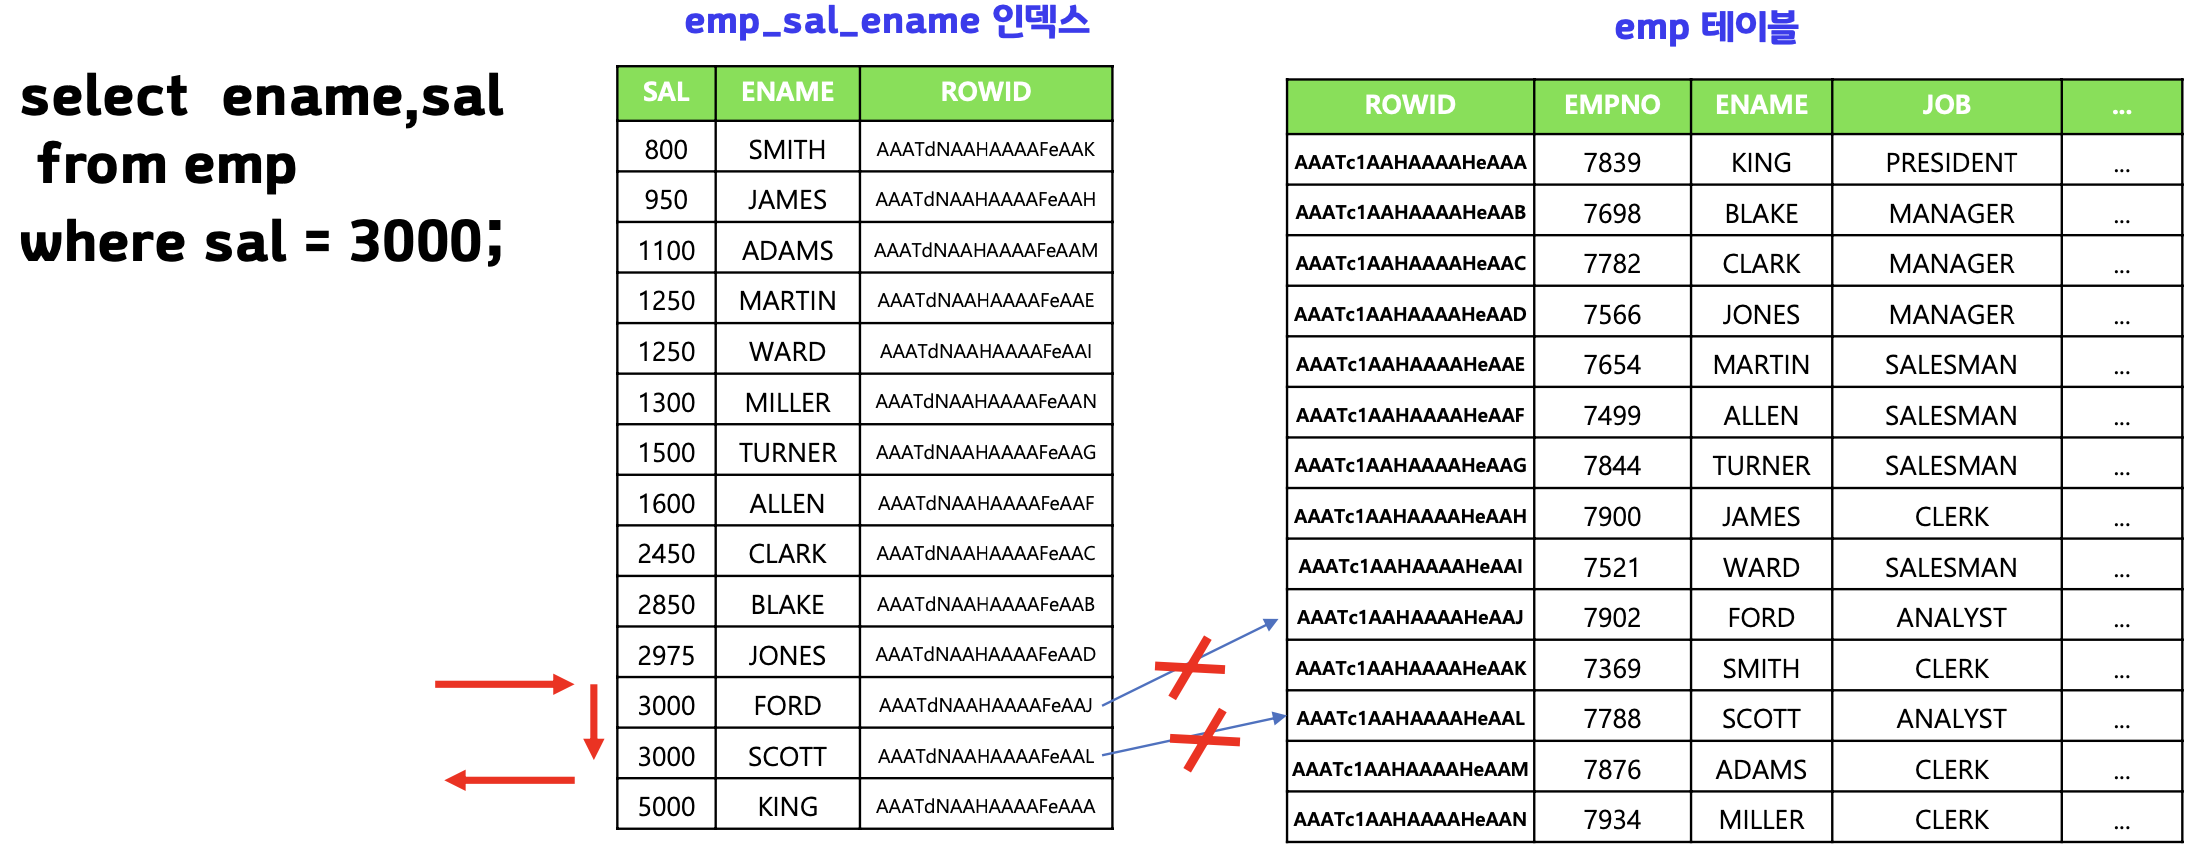 emp_sal_ename 인덱스
emp 테이블
select ename,sal
from emp
where sal = 3000;
SAL ENAME ROWID
800 SMITH AAATdNAAHAAAAFeAAK
950 JAMES AAATdNAAHAAAAFeAAH
1100 ADAMS AAATdNAAHAAAAFeAAM
1250 MARTIN AAATdNAAHAAAAFeAAE
1250 WARD AAATdNAAHAAAAFeAAI
1300 MILLER AAATdNAAHAAAAFeAAN
1500 TURNER AAATdNAAHAAAAFeAAG
1600 ALLEN AAATdNAAHAAAAFeAAF
2450 CLARK AAATdNAAHAAAAFeAAC
2850 BLAKE AAATdNAAHAAAAFeAAB
2975 JONES AAATdNAAHAAAAFeAAD
3000 FORD AAATdNAAHAAAAFeAAJ
3000 SCOTT AAATdNAAHAAAAFeAAL
5000 KING AAATdNAAHAAAAFeAAA
ROWID EMPNO ENAME JOB ...
AAATc1AAHAAAAHeAAA 7839 KING PRESIDENT ...
AAATc1AAHAAAAHeAAB 7698 BLAKE MANAGER ...
AAATc1AAHAAAAHeAAC 7782 CLARK MANAGER ...
AAATc1AAHAAAAHeAAD 7566 JONES MANAGER ...
AAATc1AAHAAAAHeAAE 7654 MARTIN SALESMAN ...
AAATc1AAHAAAAHeAAF 7499 ALLEN SALESMAN ...
AAATc1AAHAAAAHeAAG 7844 TURNER SALESMAN ...
AAATc1AAHAAAAHeAAH 7900 JAMES CLERK ...
AAATc1AAHAAAAHeAAI 7521 WARD SALESMAN ...
AAATc1AAHAAAAHeAAJ 7902 FORD ANALYST ...
AAATc1AAHAAAAHeAAK 7369 SMITH CLERK ...
AAATc1AAHAAAAHeAAL 7788 SCOTT ANALYST ...
AAATc1AAHAAAAHeAAM 7876 ADAMS CLERK ...
AAATc1AAHAAAAHeAAN 7934 MILLER CLERK ...